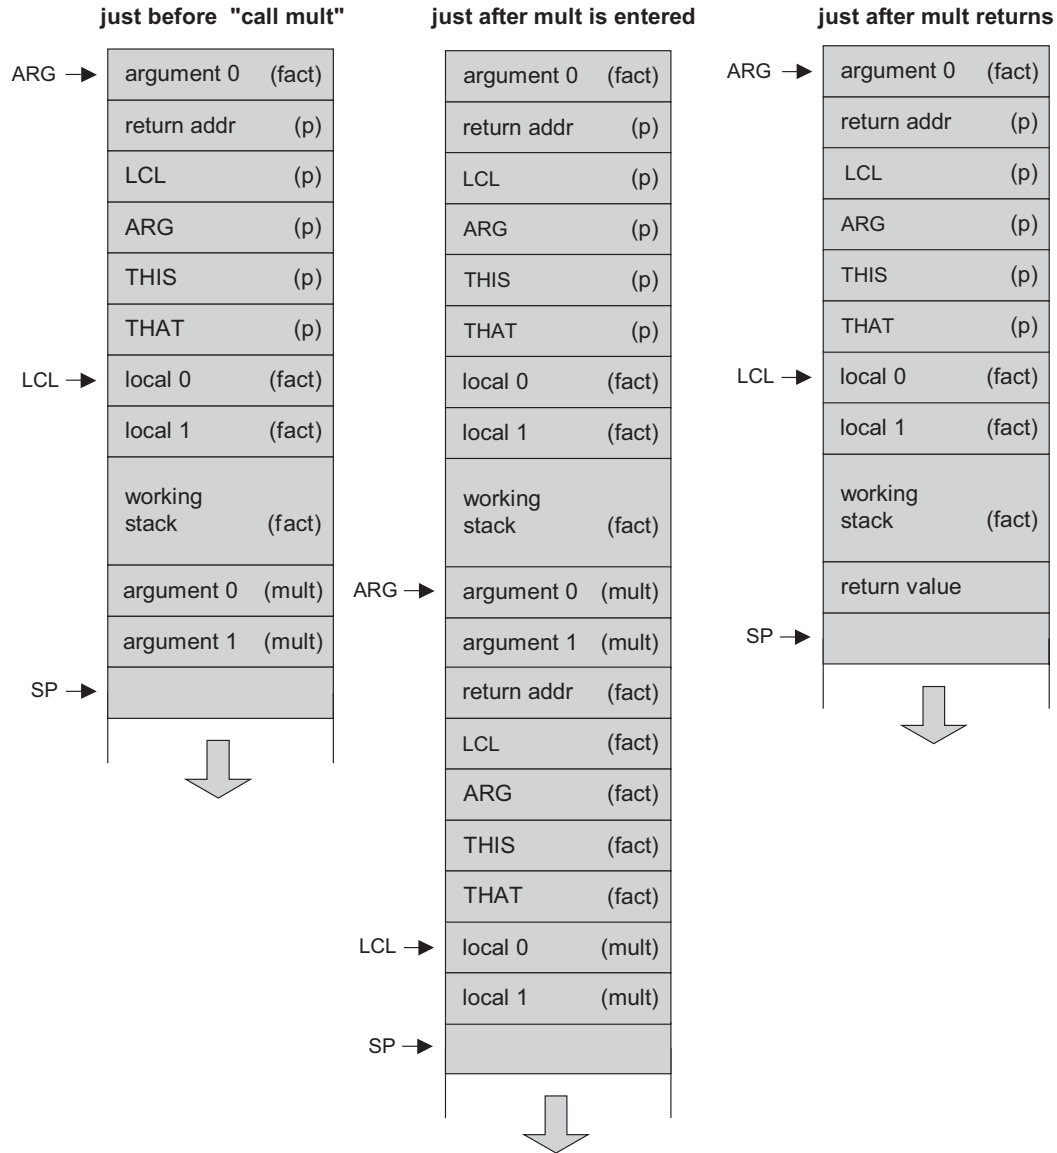 just before "call mult"
ARG
argument 0 (fact)
return addr (p)
LCL (p)
ARG (p)
THIS (p)
THAT (p)
LCL
local 0 (fact)
local 1 (fact)
working
stack (fact)
argument 0 (mult)
argument 1 (mult)
SP
just after mult is entered
argument 0 (fact)
return addr (p)
LCL (p)
ARG (p)
THIS (p)
THAT (p)
local 0 (fact)
local 1 (fact)
working
stack (fact)
ARG
argument 0 (mult)
argument 1 (mult)
return addr (fact)
LCL (fact)
ARG (fact)
THIS (fact)
THAT (fact)
LCL
local 0 (mult)
local 1 (mult)
SP
just after mult returns
ARG
argument 0 (fact)
return addr (p)
LCL (p)
ARG (p)
THIS (p)
THAT (p)
LCL
local 0 (fact)
local 1 (fact)
working
stack (fact)
return value
SP